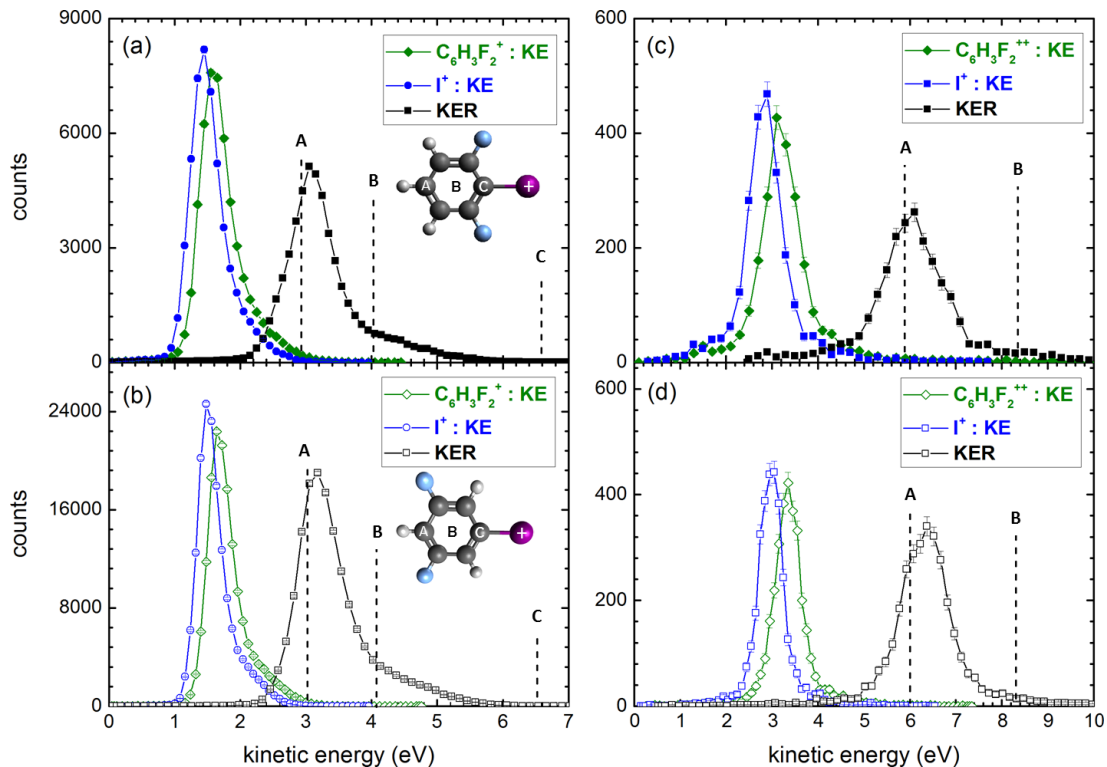 (a)
C₆H₃F₂⁺ : KE
I⁺ : KE
KER
A
B
C
A B C +
9000
6000
3000
0
counts
(c)
C₆H₃F₂⁺⁺ : KE
I⁺ : KE
KER
A
B
600
400
200
0
(b)
C₆H₃F₂⁺ : KE
I⁺ : KE
KER
A
B
C
A B C +
24000
16000
8000
0
counts
0 1 2 3 4 5 6 7
kinetic energy (eV)
(d)
C₆H₃F₂⁺⁺ : KE
I⁺ : KE
KER
A
B
600
400
200
0
0 1 2 3 4 5 6 7 8 9 10
kinetic energy (eV)